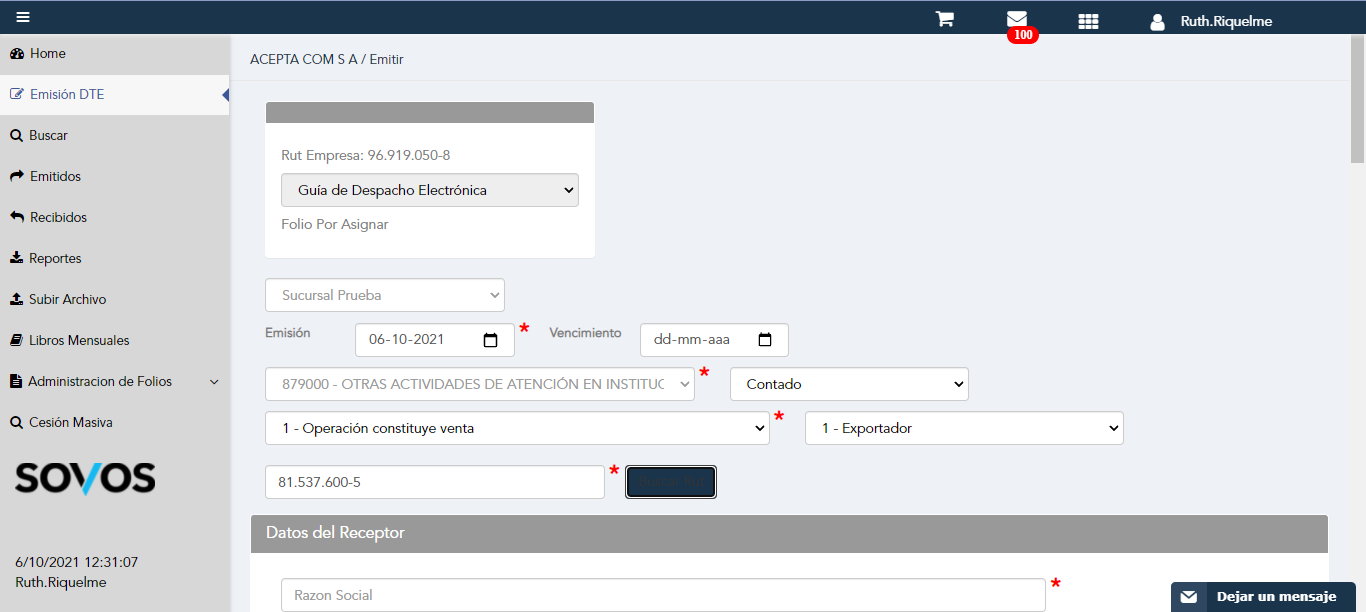 Ruth.Riquelme
100
Home
Emisión DTE
Buscar
Emitidos
Recibidos
Reportes
Subir Archivo
Libros Mensuales
Administracion de Folios
Cesión Masiva
SOVOS
6/10/2021 12:31:07
Ruth.Riquelme
ACEPTA COM S A / Emitir
Rut Empresa: 96.919.050-8
Guía de Despacho Electrónica
Folio Por Asignar
Sucursal Prueba
Emisión 06-10-2021 * Vencimiento dd-mm-aaa
879000 - OTRAS ACTIVIDADES DE ATENCIÓN EN INSTITUC * Contado
1 - Operación constituye venta * 1 - Exportador
81.537.600-5 *
Datos del Receptor
Razon Social *
Dejar un mensaje